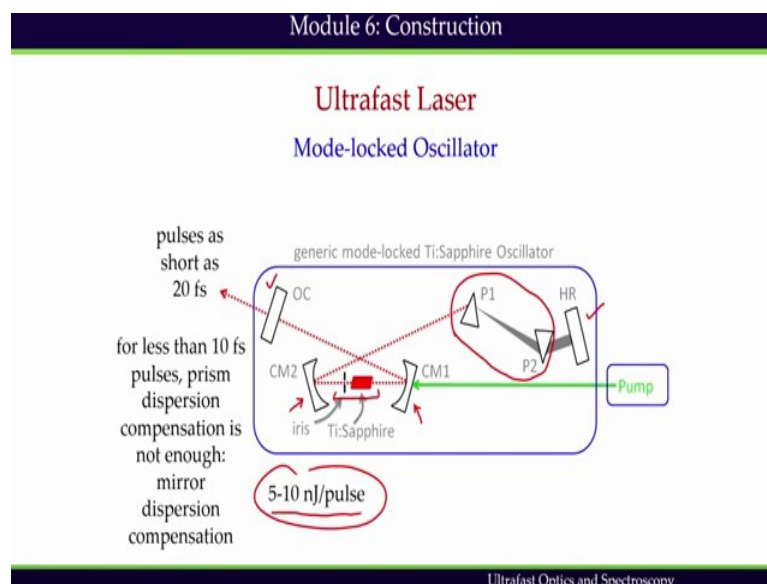 Module 6: Construction
Ultrafast Laser
Mode-locked Oscillator
pulses as
short as
20 fs
generic mode-locked Ti:Sapphire Oscillator
OC
P1
HR
for less than 10 fs
pulses, prism
dispersion
compensation is
not enough:
mirror
dispersion
compensation
CM2
CM1
P2
Pump
iris
Ti:Sapphire
5-10 nJ/pulse
Ultrafast Optics and Spectroscopy